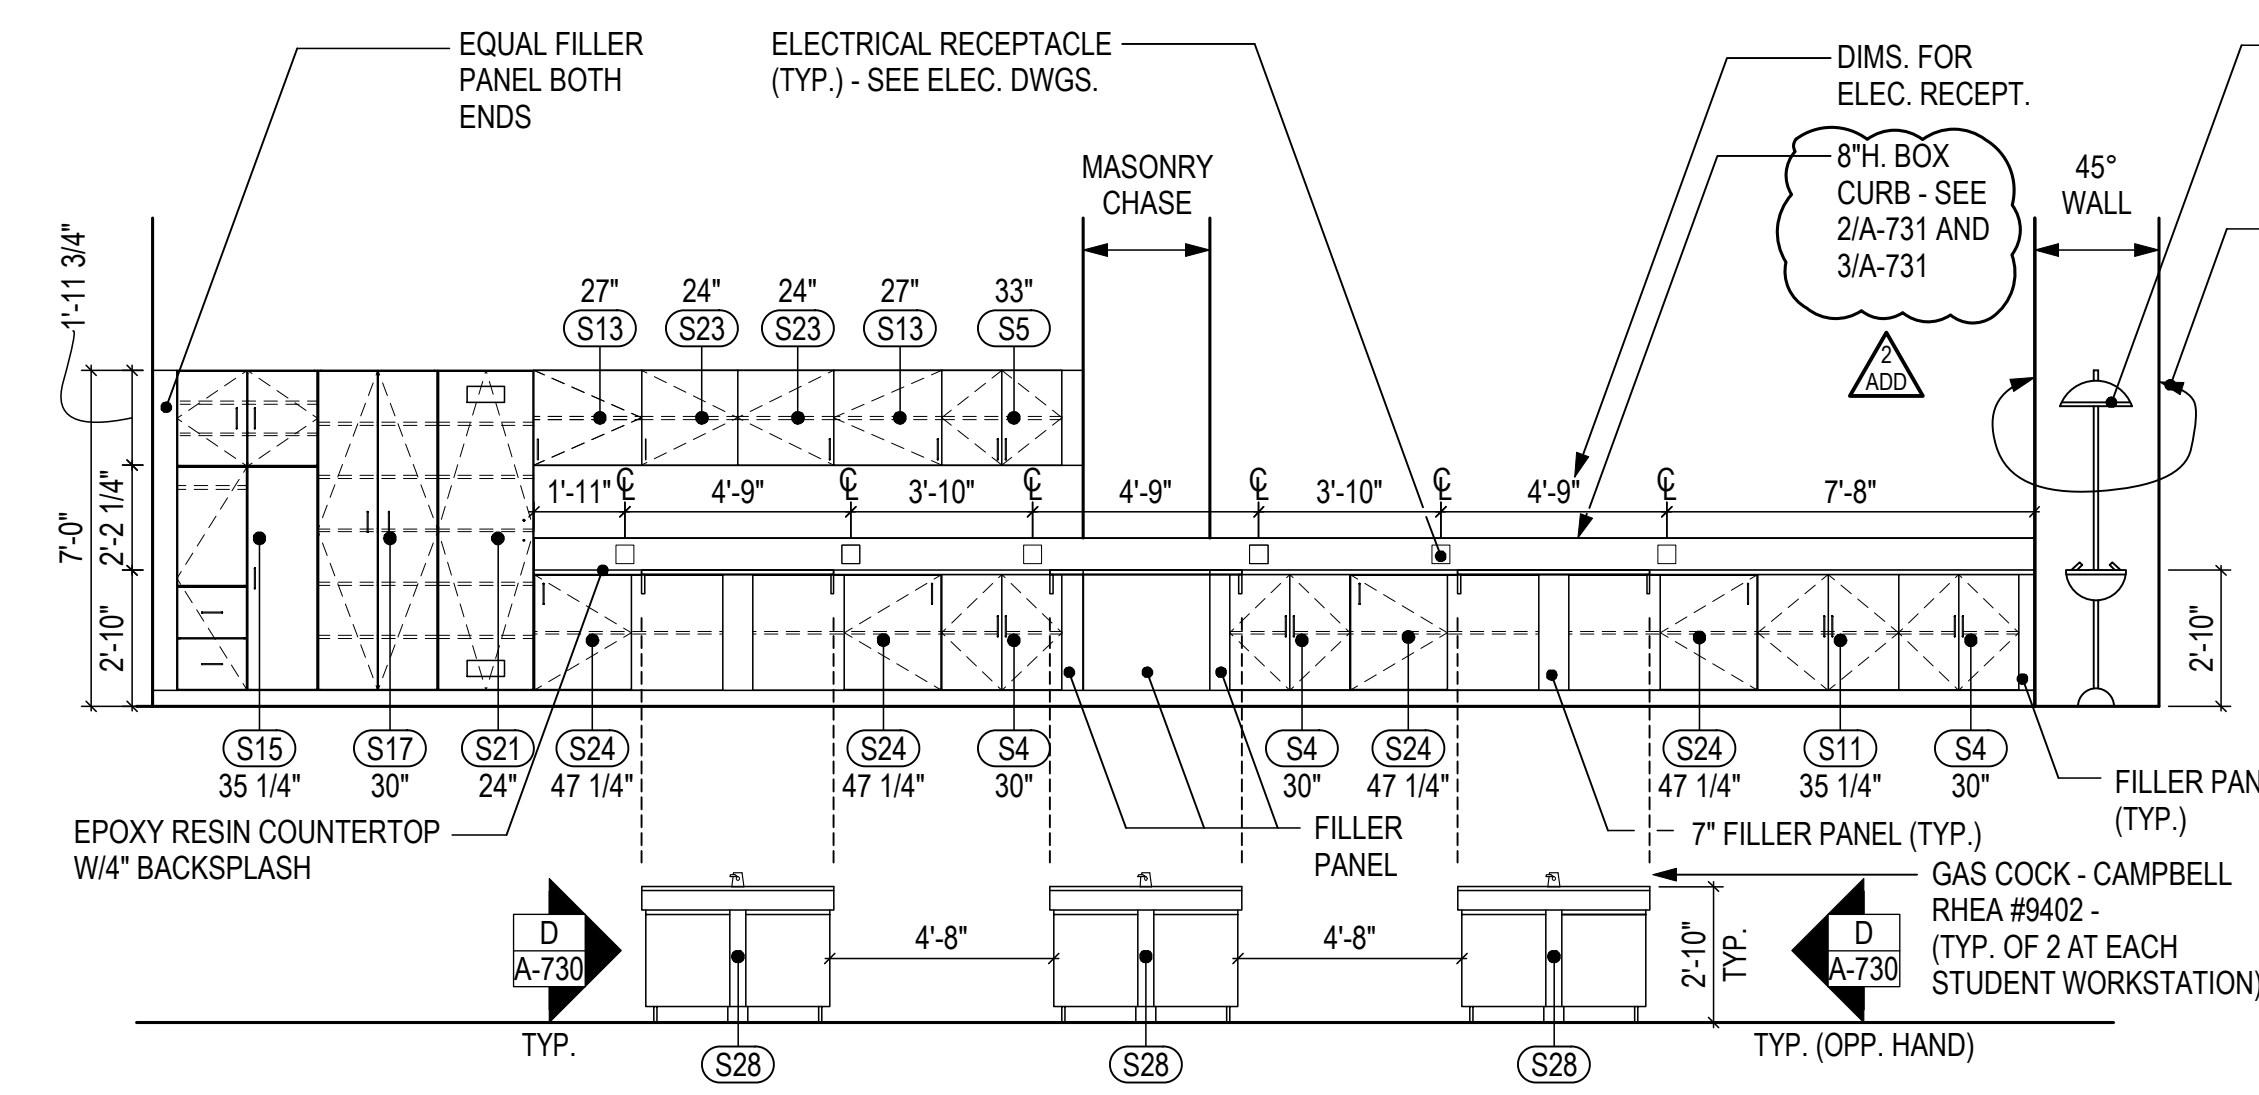 EQUAL FILLER
PANEL BOTH
ENDS
ELECTRICAL RECEPTACLE
(TYP.) - SEE ELEC. DWGS.
DIMS. FOR
ELEC. RECEPT.
MASONRY
CHASE
8"H. BOX
CURB - SEE
2/A-731 AND
3/A-731
45°
WALL
2
ADD
1'-11 3/4"
7'-0"
2'-2 1/4"
2'-10"
27" 24" 24" 27" 33"
S13 S23 S23 S13 S5
1'-11" ℄ 4'-9" ℄ 3'-10" ℄ 4'-9" ℄ 3'-10" ℄ 4'-9" ℄ 7'-8"
2'-10"
S15 S17 S21 S24 S24 S4 S4 S24 S24 S11 S4
35 1/4" 30" 24" 47 1/4" 47 1/4" 30" 30" 47 1/4" 47 1/4" 35 1/4" 30"
EPOXY RESIN COUNTERTOP
W/4" BACKSPLASH
FILLER
PANEL
7" FILLER PANEL (TYP.)
FILLER PAN
(TYP.)
GAS COCK - CAMPBELL
RHEA #9402 -
(TYP. OF 2 AT EACH
STUDENT WORKSTATION)
D
A-730
TYP.
4'-8" 4'-8"
2'-10"
TYP.
D
A-730
TYP. (OPP. HAND)
S28 S28 S28